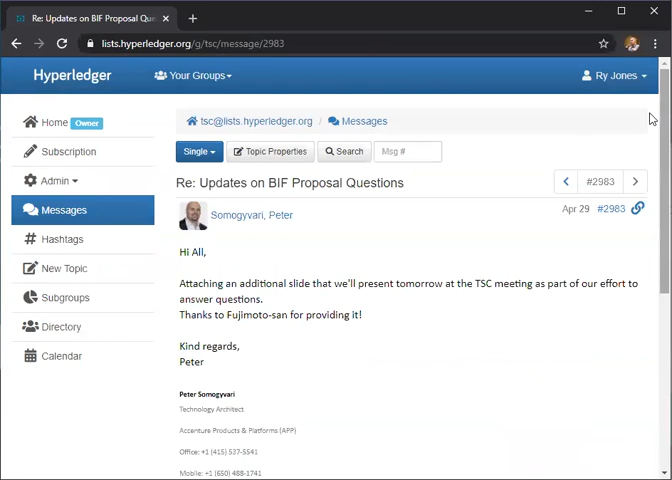 Re: Updates on BIF Proposal Que
lists.hyperledger.org/g/tsc/message/2983
Hyperledger
Your Groups
Ry Jones
Home Owner
Subscription
Admin
Messages
Hashtags
New Topic
Subgroups
Directory
Calendar
tsc@lists.hyperledger.org / Messages
Single
Topic Properties
Search
Msg #
Re: Updates on BIF Proposal Questions
#2983
Somogyvari, Peter
Apr 29 #2983
Hi All,
Attaching an additional slide that we'll present tomorrow at the TSC meeting as part of our effort to
answer questions.
Thanks to Fujimoto-san for providing it!
Kind regards,
Peter
Peter Somogyvari
Technology Architect
Accenture Products & Platforms (APP)
Office: +1 (415) 537-5541
Mobile: +1 (650) 488-1741